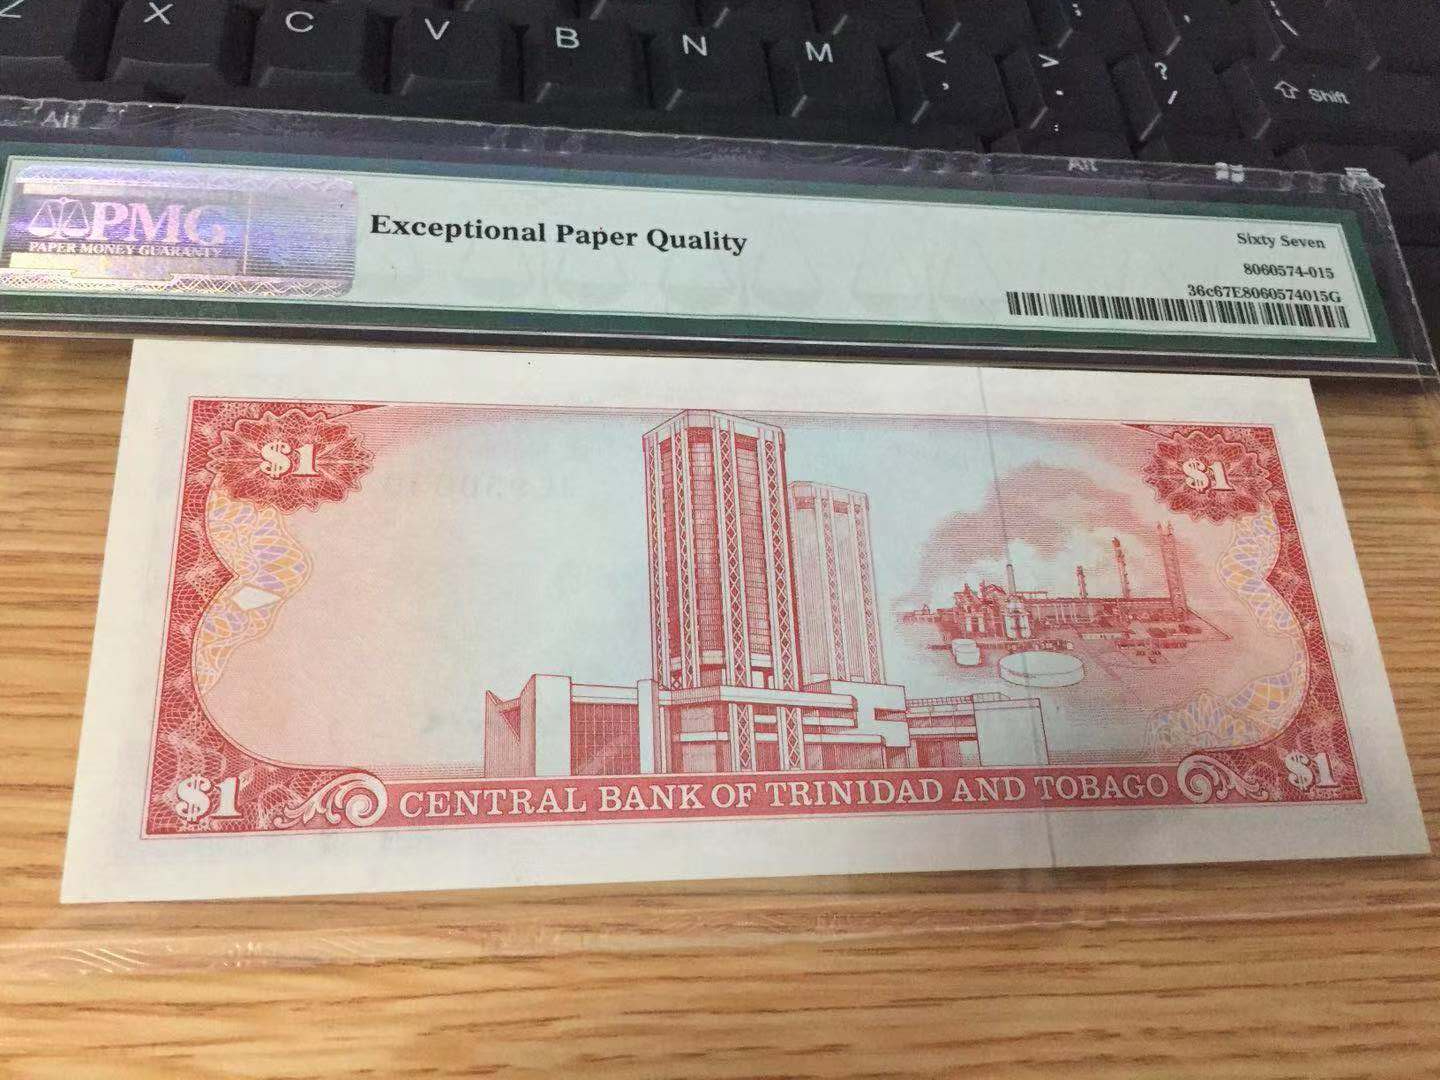 Z X C V B N M < , > . ? / Shift
Alt
Alt
PMG
PAPER MONEY GUARANTY
Exceptional Paper Quality
Sixty Seven
8060574-015
36c67E8060574015G
$1
$1
$1
CENTRAL BANK OF TRINIDAD AND TOBAGO
$1